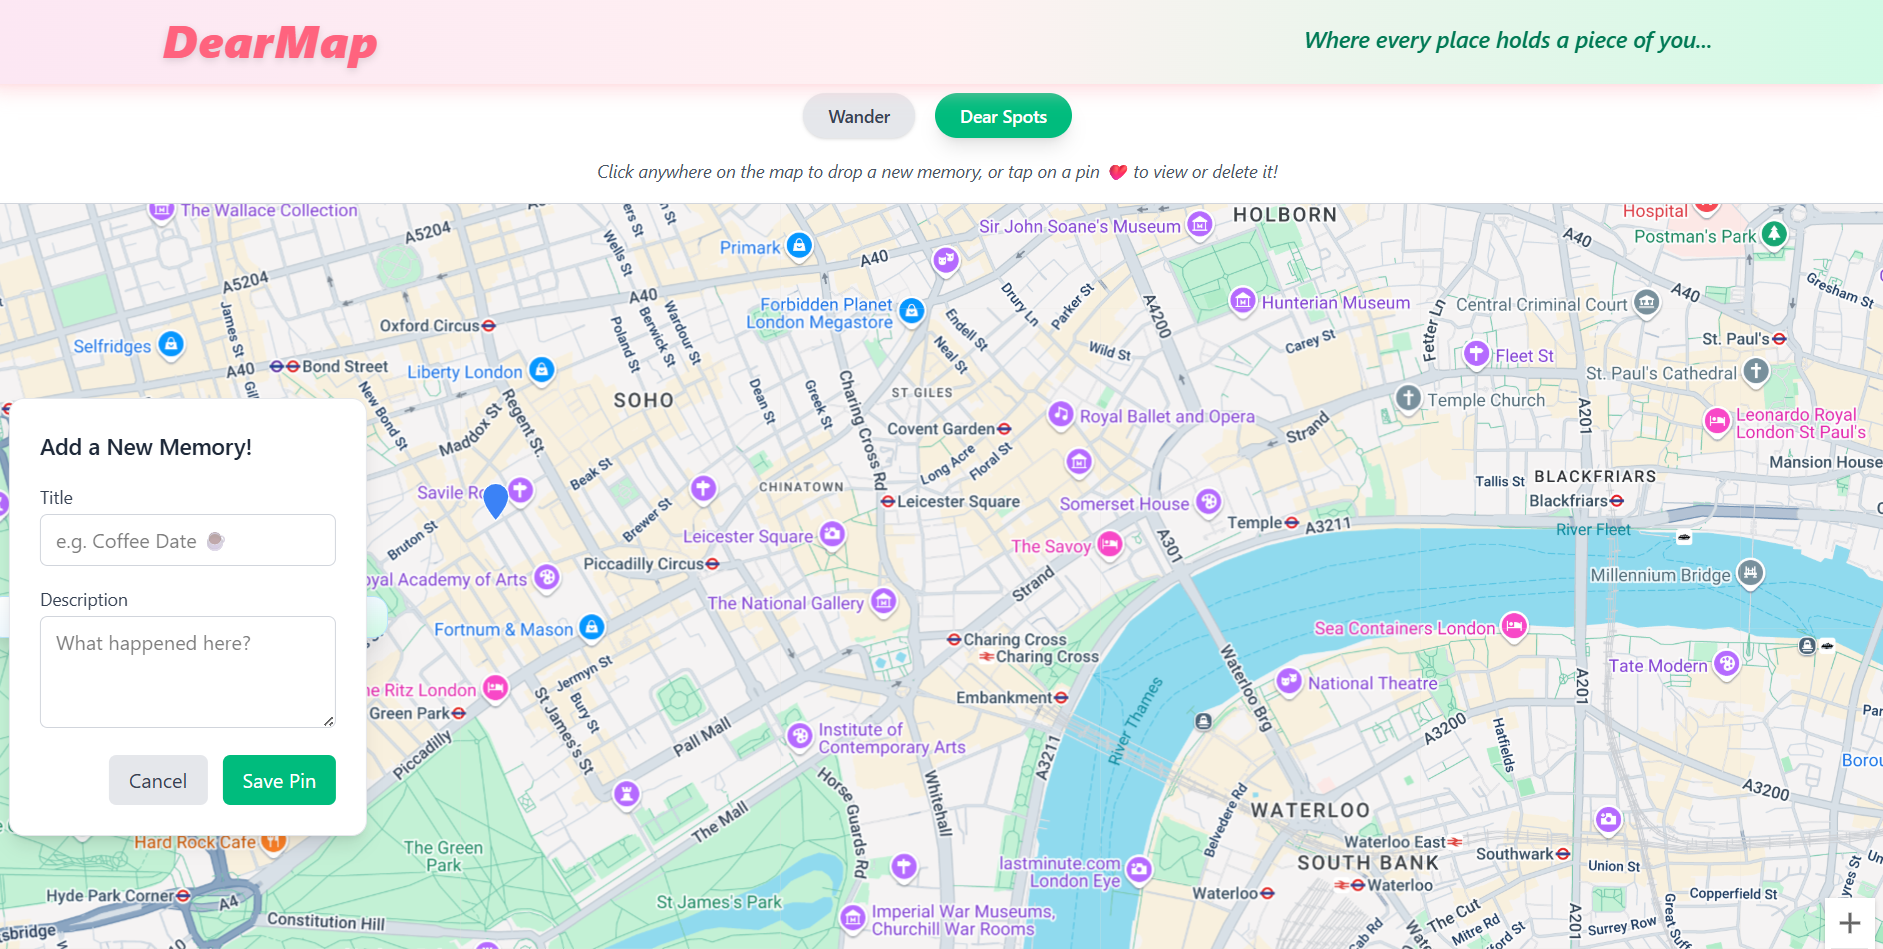 DearMap
Where every place holds a piece of you...
Wander
Dear Spots
Click anywhere on the map to drop a new memory, or tap on a pin to view or delete it!
The Wallace Collection
A5204
Wells St
Primark
A40
Sir John Soane's Museum
HOLBORN
Hospital
Postman's Park
A40
A5204
James St
A40
Wardour St
Berwick St
Poland St
Forbidden Planet
London Megastore
Drury Ln
Parker St
A4200
Hunterian Museum
Fetter Ln
Central Criminal Court
A40
Gresham St
Oxford Circus
Endell St
Neal St
Wild St
Carey St
Fleet St
St. Paul's
Selfridges
A40
Bond Street
Liberty London
New Bond St
Regent St.
SOHO
Dean St
Greek St
Charing Cross Rd
ST GILES
St. Paul's Cathedral
Temple Church
A201
Leonardo Royal
London St Paul's
Maddox St
Covent Garden
Royal Ballet and Opera
Strand
Long Acre
Floral St
Mansion House
Add a New Memory!
Title
e.g. Coffee Date
Description
What happened here?
Cancel
Save Pin
Beak St
CHINATOWN
Tallis St
BLACKFRIARS
Blackfriars
Savile
Leicester Square
Somerset House
Temple
A3211
River Fleet
Bruton St
Brewer St
Leicester Square
The Savoy
A301
Piccadilly Circus
Strand
Millennium Bridge
Academy of Arts
The National Gallery
Fortnum & Mason
Charing Cross
Charing Cross
Sea Containers London
Tate Modern
Jermyn St
Ritz London
Green Park
Bury St
St James's St
Embankment
Waterloo Brg
National Theatre
A201
River Thames
Pall Mall
Institute of
Contemporary Arts
A3211
A3200
Hatfields
Piccadilly
Horse Guards Rd
Whitehall
Belvedere Rd
WATERLOO
A3200
The Mall
Waterloo East
Southwark
Hard Rock Cafe
The Green
Park
lastminute.com
London Eye
SOUTH BANK
Union St
Waterloo
Waterloo
Hyde Park Corner
A4
Constitution Hill
St James's Park
Imperial War Museums,
Churchill War Rooms
The Cut
Mitre Rd
A201
Copperfield St
Surrey Row